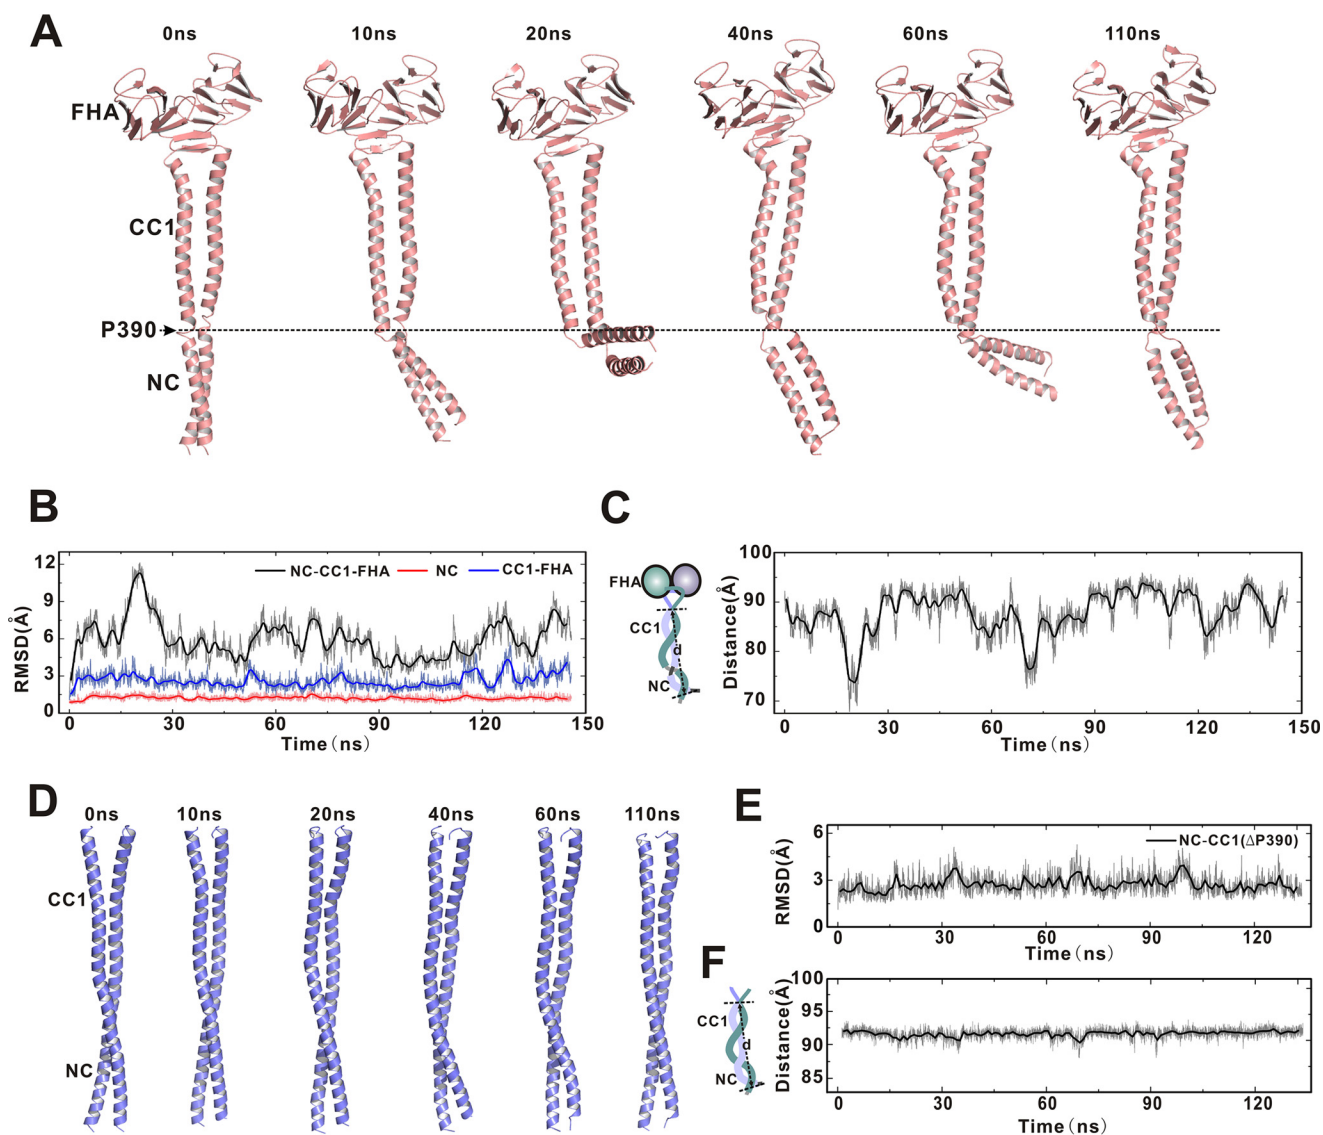 A
0ns
10ns
20ns
40ns
60ns
110ns
FHA
CC1
P390
NC
B
RMSD(Å)
12
9
6
3
0
NC-CC1-FHA
NC
CC1-FHA
0
30
60
90
120
150
Time(ns)
C
FHA
CC1
d
NC
Distance(Å)
100
90
80
70
0
30
60
90
120
150
Time(ns)
D
0ns
10ns
20ns
40ns
60ns
110ns
CC1
NC
E
RMSD(Å)
6
3
0
NC-CC1(ΔP390)
0
30
60
90
120
Time(ns)
F
CC1
d
NC
Distance(Å)
100
95
90
85
0
30
60
90
120
Time(ns)